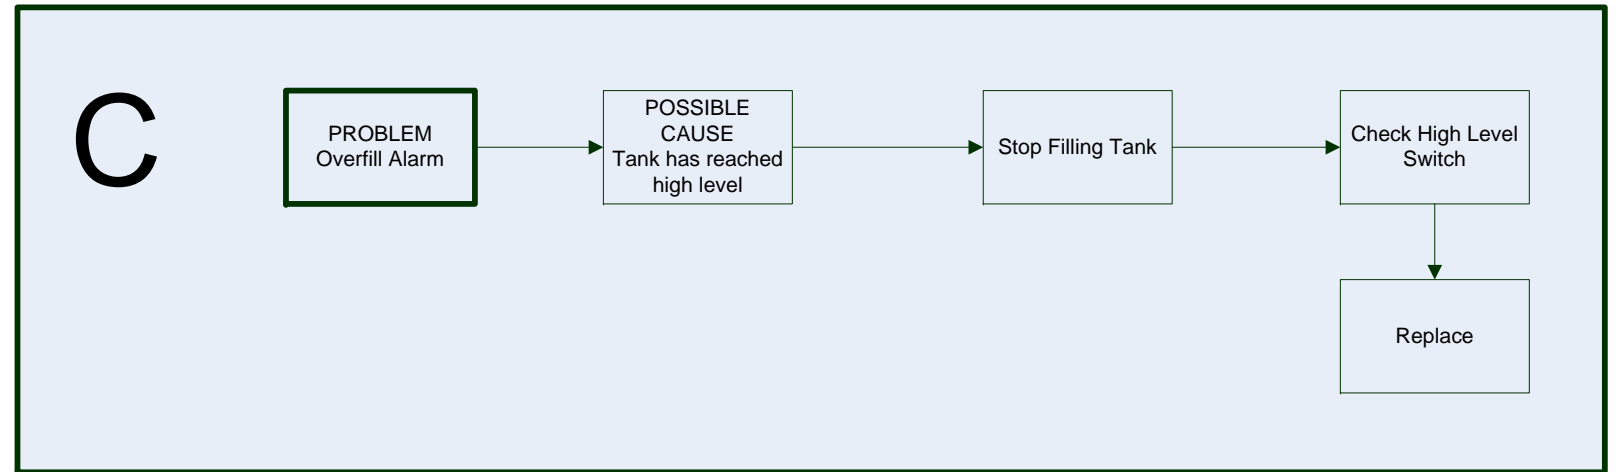 C
PROBLEM
Overfill Alarm
POSSIBLE
CAUSE
Tank has reached
high level
Stop Filling Tank
Check High Level
Switch
Replace